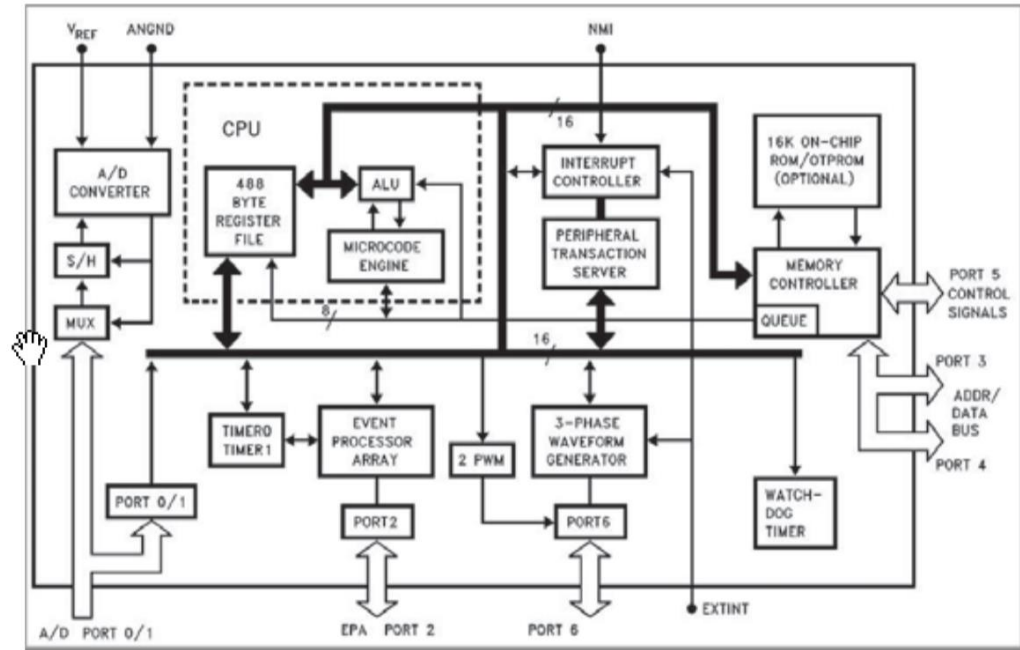 VREF
ANGND
NMI
CPU
16
A/D
CONVERTER
488
BYTE
REGISTER
FILE
ALU
INTERRUPT
CONTROLLER
16K ON-CHIP
ROM/OTPROM
(OPTIONAL)
S/H
MICROCODE
ENGINE
PERIPHERAL
TRANSACTION
SERVER
MEMORY
CONTROLLER
PORT 5
CONTROL
SIGNALS
MUX
8
QUEUE
16
PORT 3
ADDR/
DATA
BUS
PORT 4
TIMER0
TIMER1
EVENT
PROCESSOR
ARRAY
2 PWM
3-PHASE
WAVEFORM
GENERATOR
PORT 0/1
PORT2
PORT6
WATCH-
DOG
TIMER
EXTINT
A/D PORT 0/1
EPA PORT 2
PORT 6